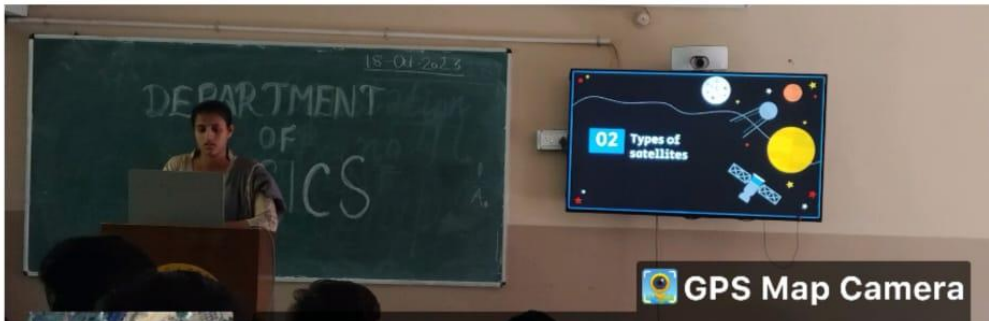 18-01-2023
DEPARTMENT
OF
ICS
02 Types of
satellites
GPS Map Camera